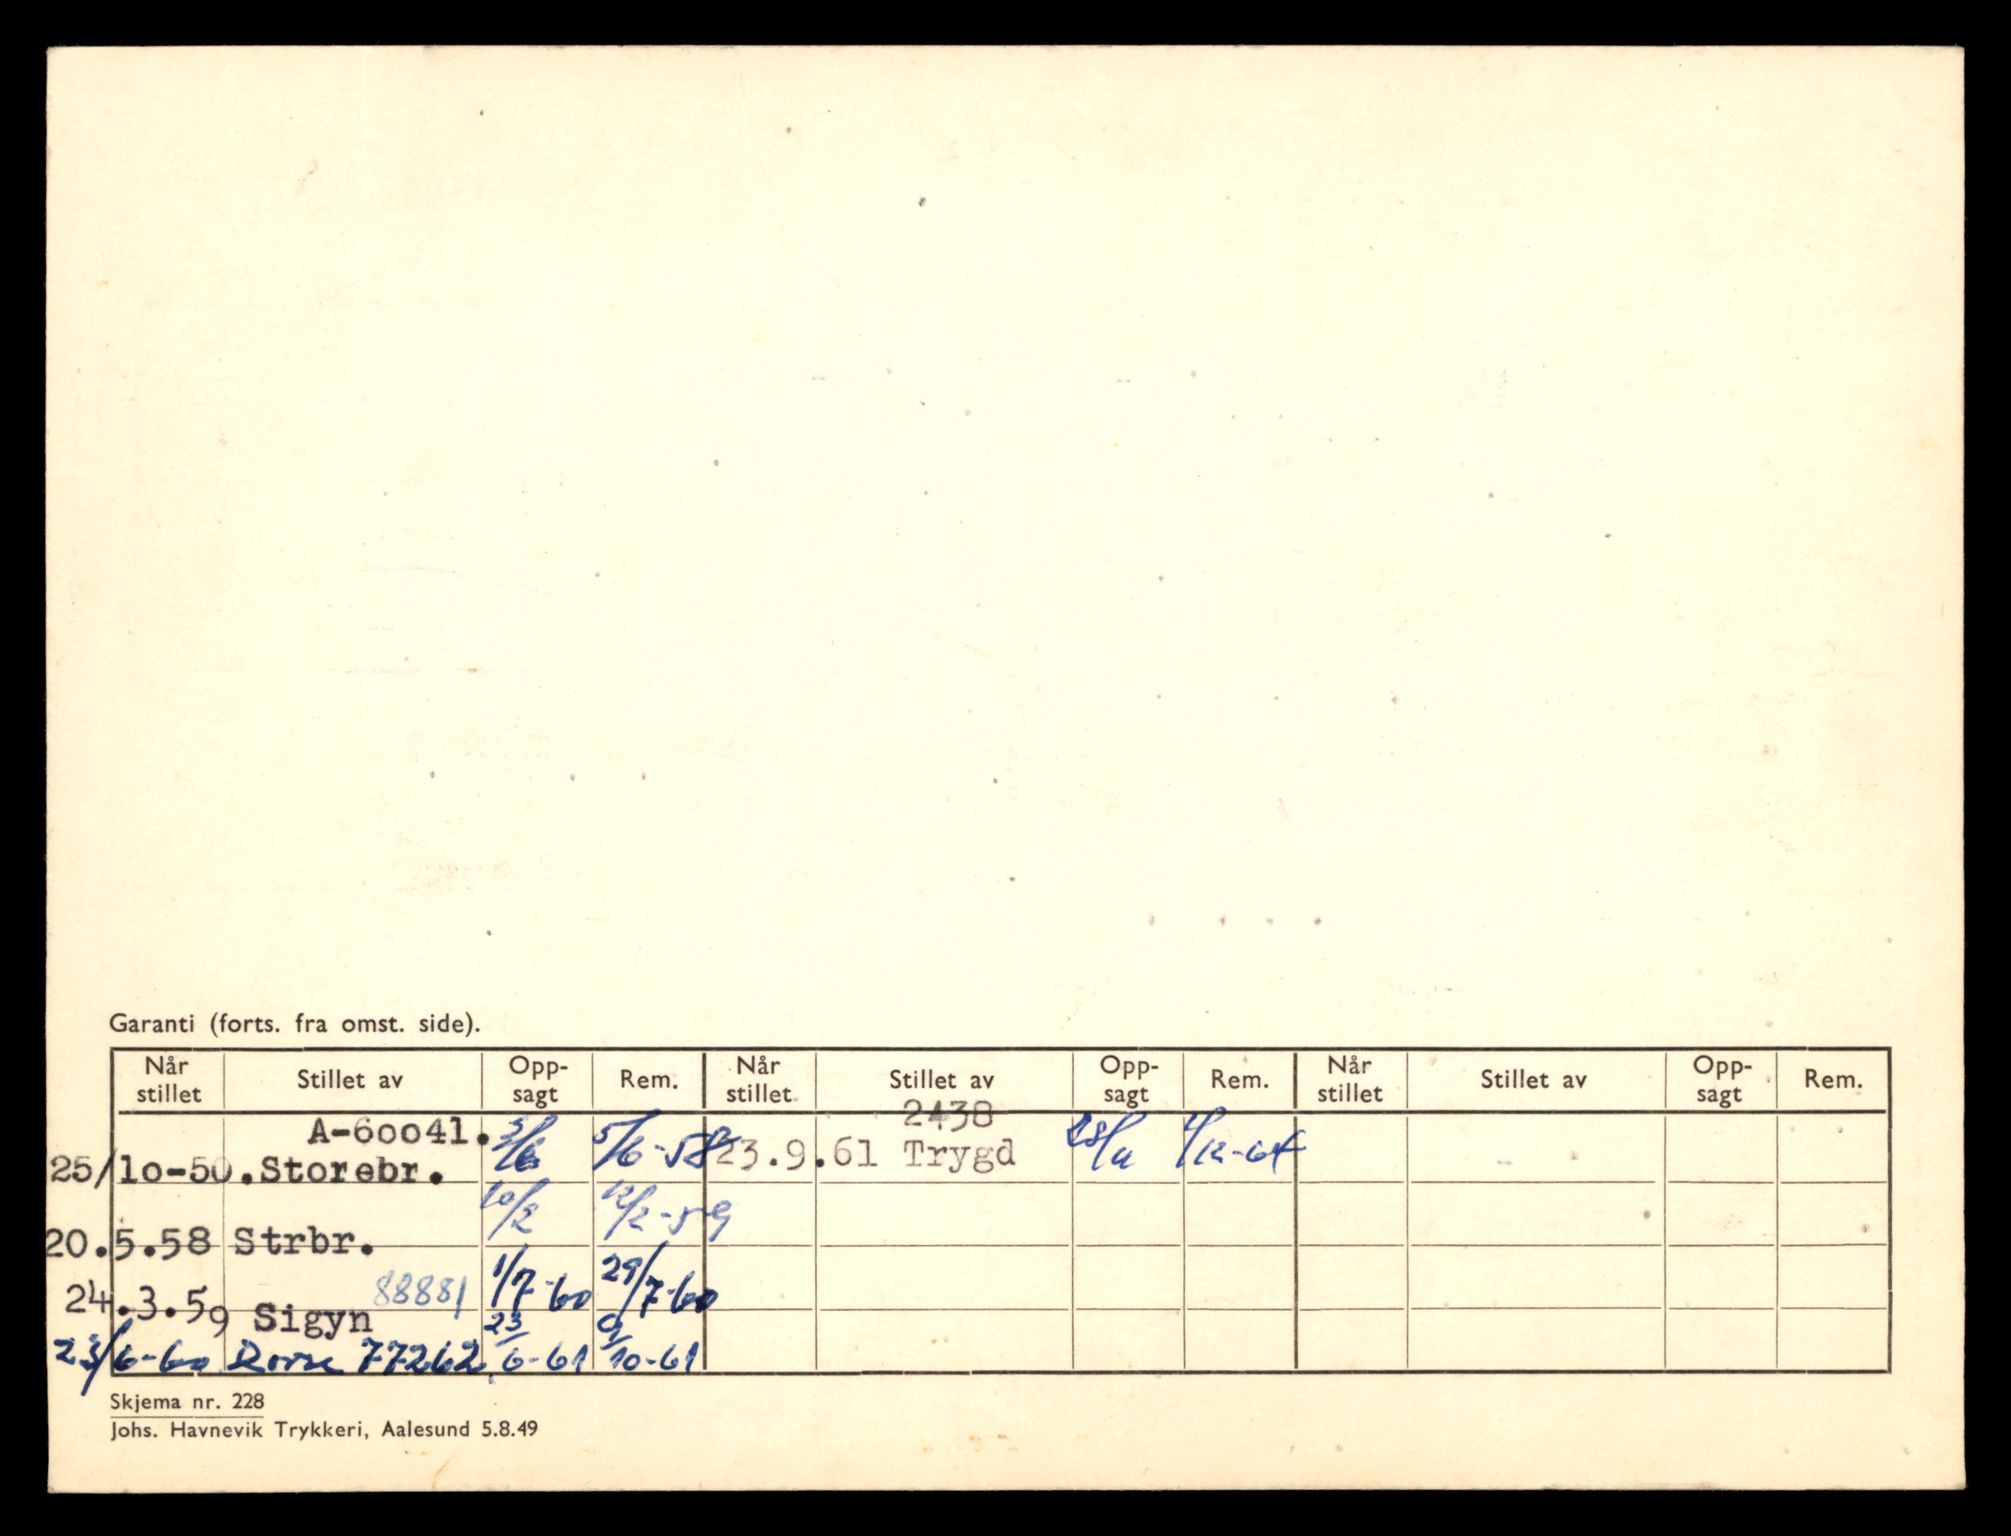 Garanti (forts. fra omst. side).
Når stillet Stillet av Opp-sagt Rem. Når stillet Stillet av Opp-sagt Rem. Når stillet Stillet av Opp-sagt Rem.
A-60041. 2438
25/10-50. Storebr. 5/6 5/6-58 23.9.61 Trygd 4/12-64
20.5.58 Strbr. 10/2 12/2-59
24.3.59 Sigyn 88881 1/7-60 29/7-60
23/6-60 77262 23/6-61 9/10-61
Skjema nr. 228
Johs. Havnevik Trykkeri, Aalesund 5.8.49